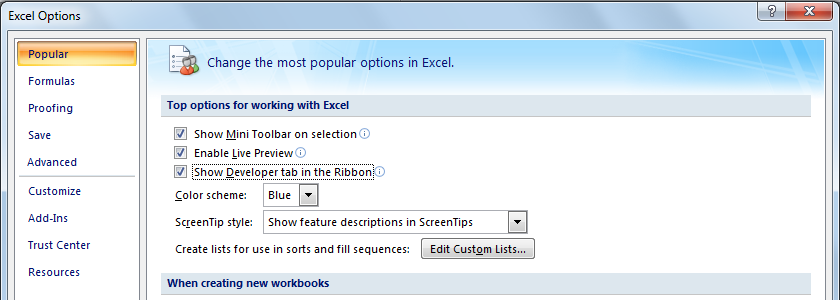 Excel Options
Popular
Formulas
Proofing
Save
Advanced
Customize
Add-Ins
Trust Center
Resources
Change the most popular options in Excel.
Top options for working with Excel
Show Mini Toolbar on selection
Enable Live Preview
Show Developer tab in the Ribbon
Color scheme: Blue
ScreenTip style: Show feature descriptions in ScreenTips
Create lists for use in sorts and fill sequences: Edit Custom Lists...
When creating new workbooks